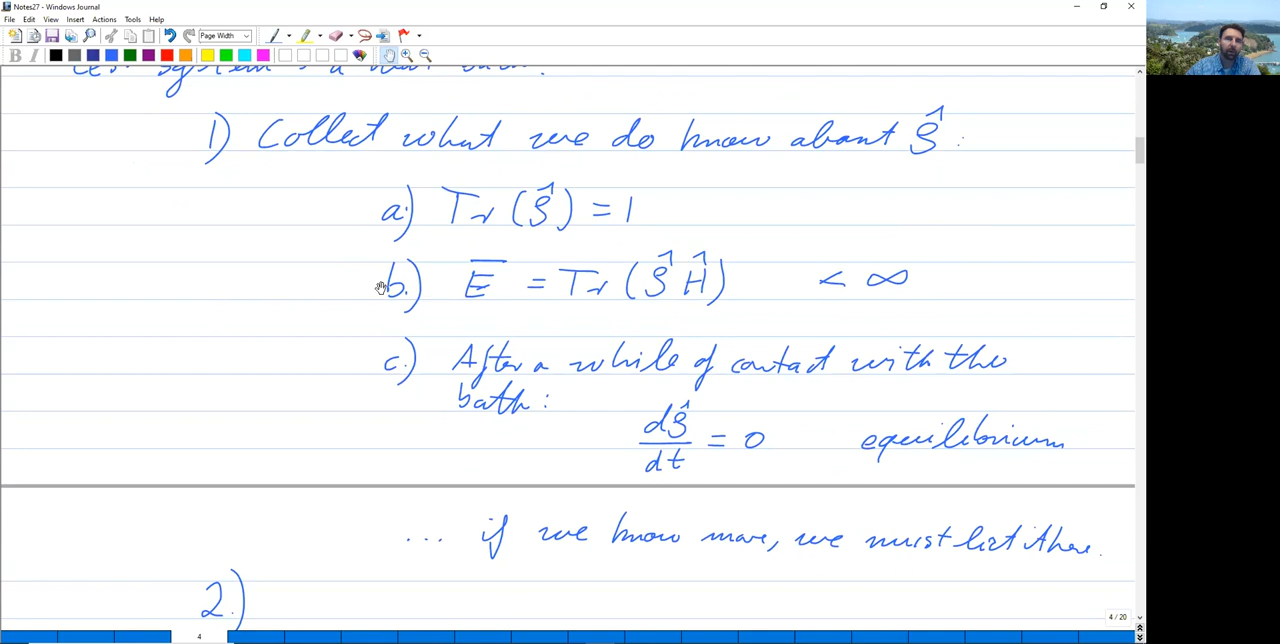 Notes27 - Windows Journal
File Edit View Insert Actions Tools Help
Page Width
B I
1) Collect what we do know about ρ̂ :
a.) Tr (ρ̂) = 1
b.) E̅ = Tr (ρ̂ Ĥ) < ∞
c.) After a while of contact with the
bath :
dρ̂/dt = 0 equilibrium
... if we know more, we must list it here.
2.)
4
4 / 20